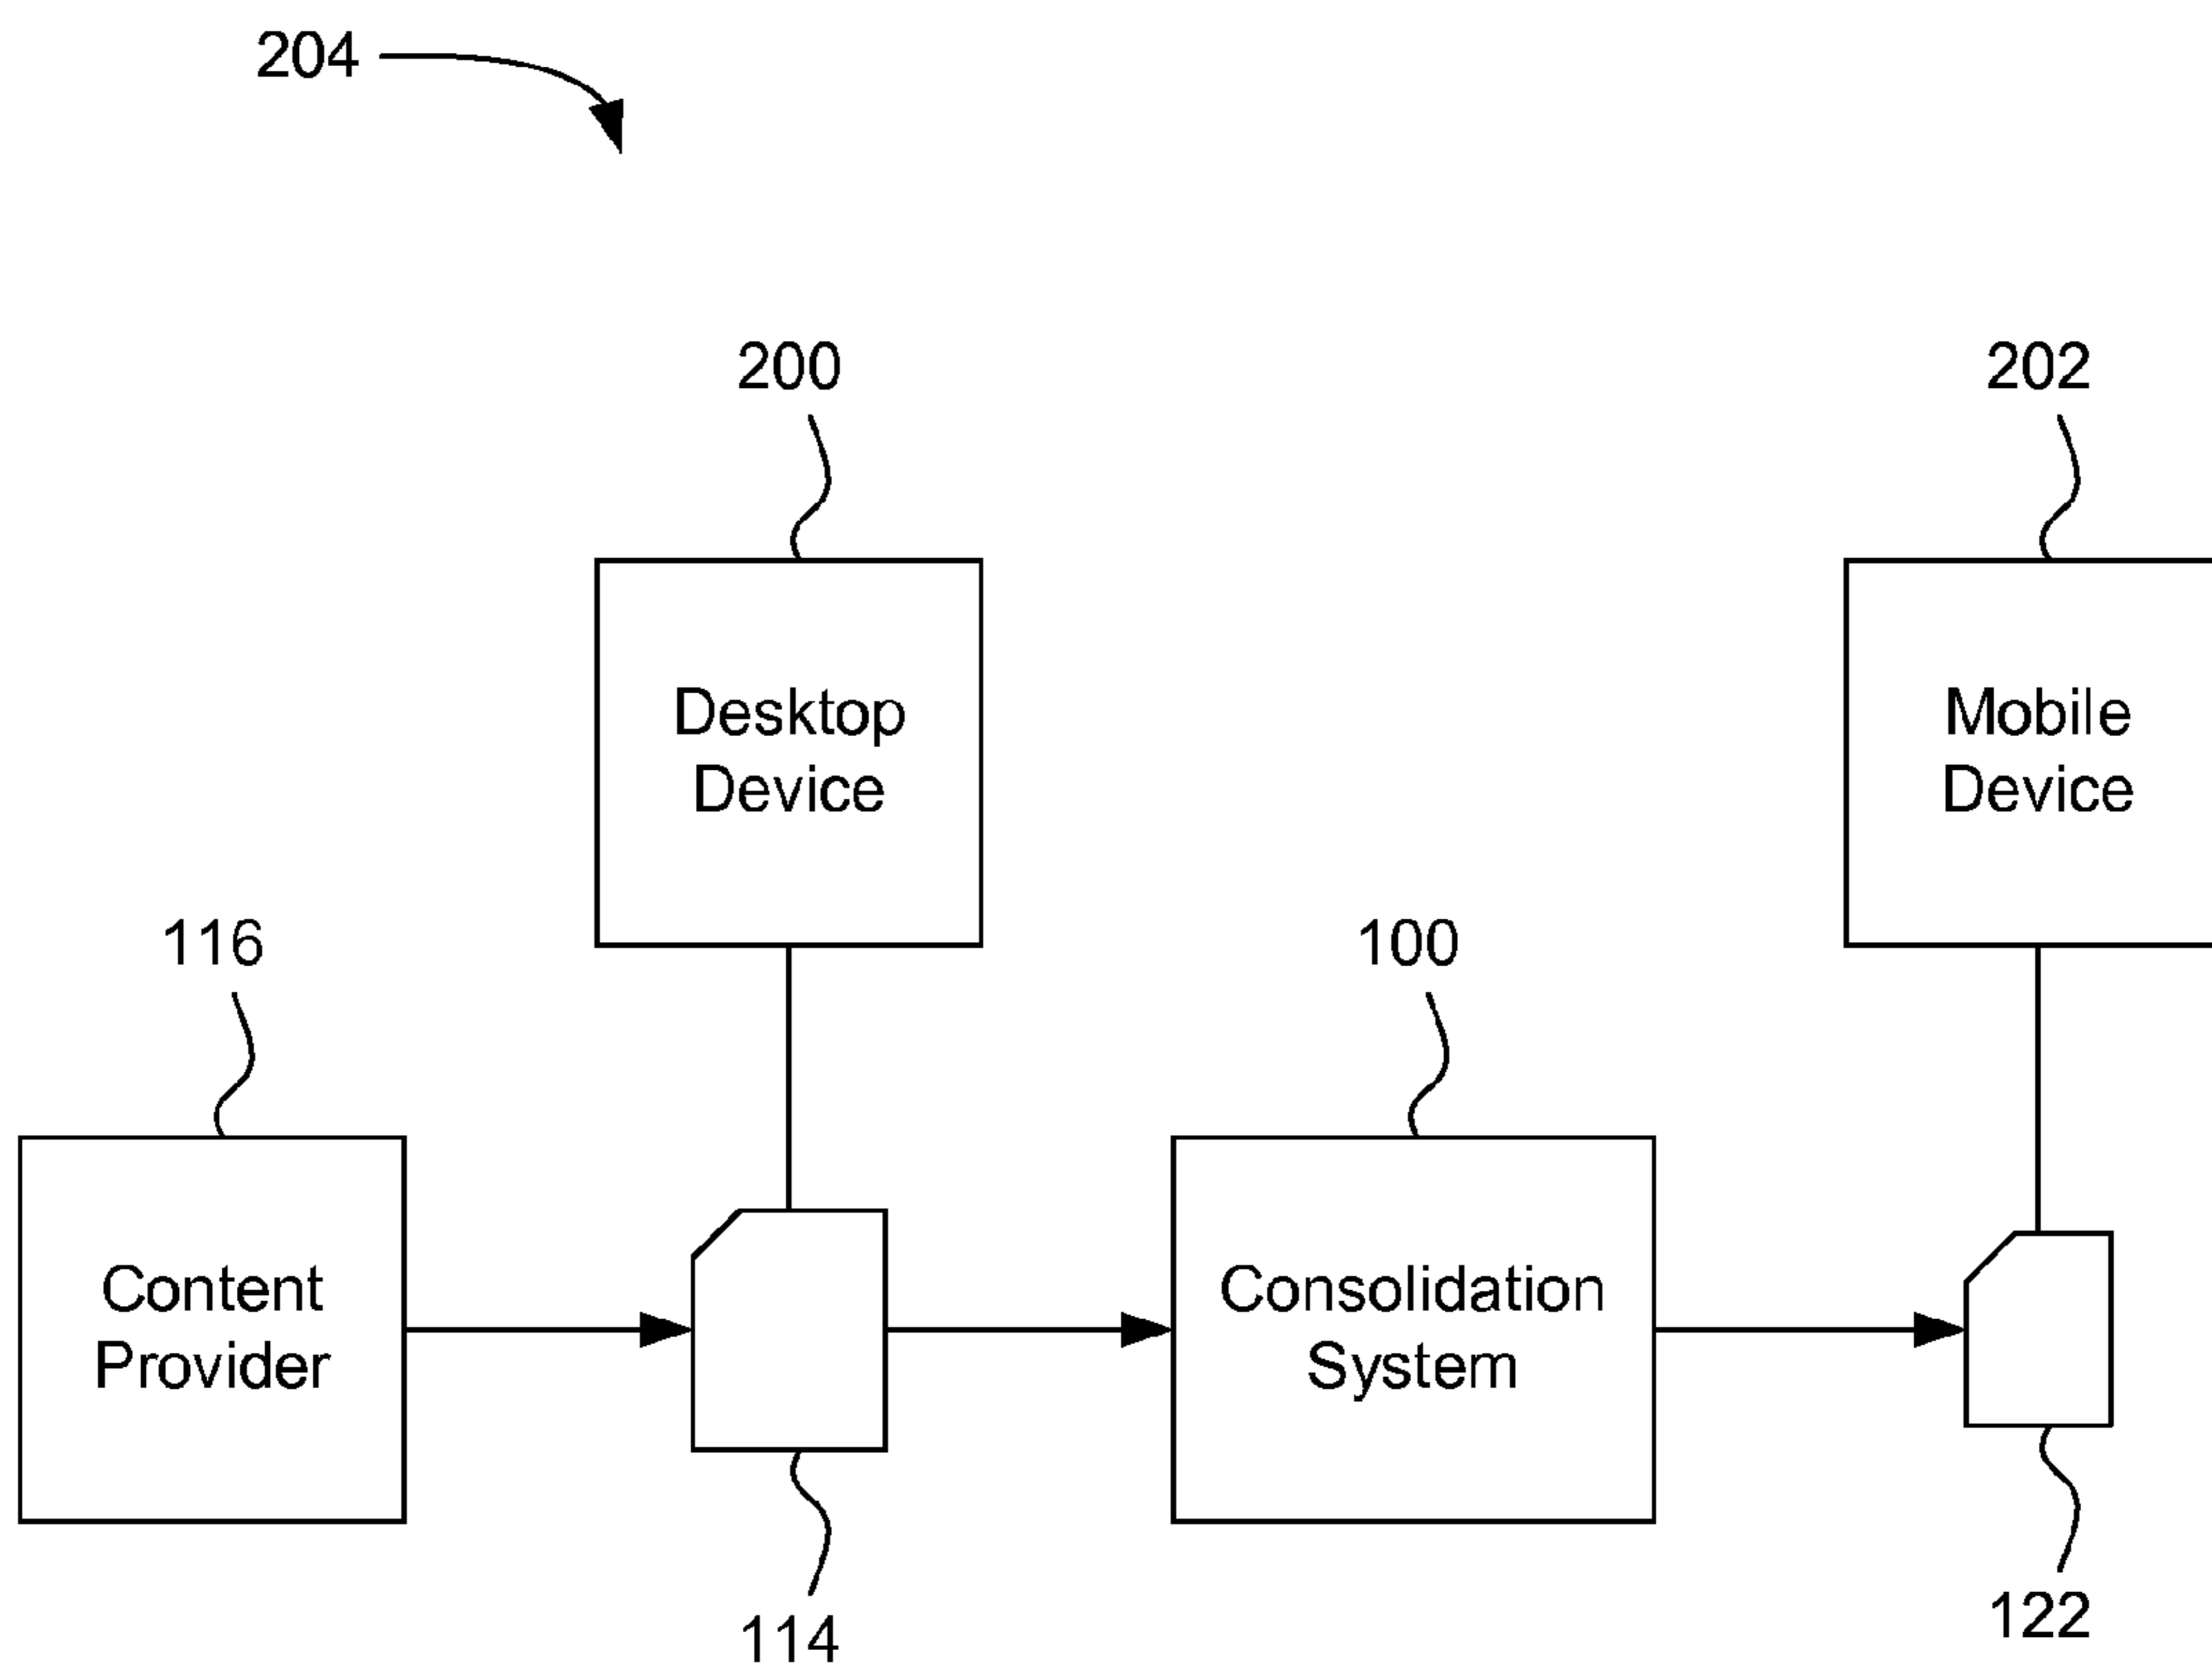 204
200
202
Desktop
Device
Mobile
Device
116
100
Content
Provider
Consolidation
System
114
122